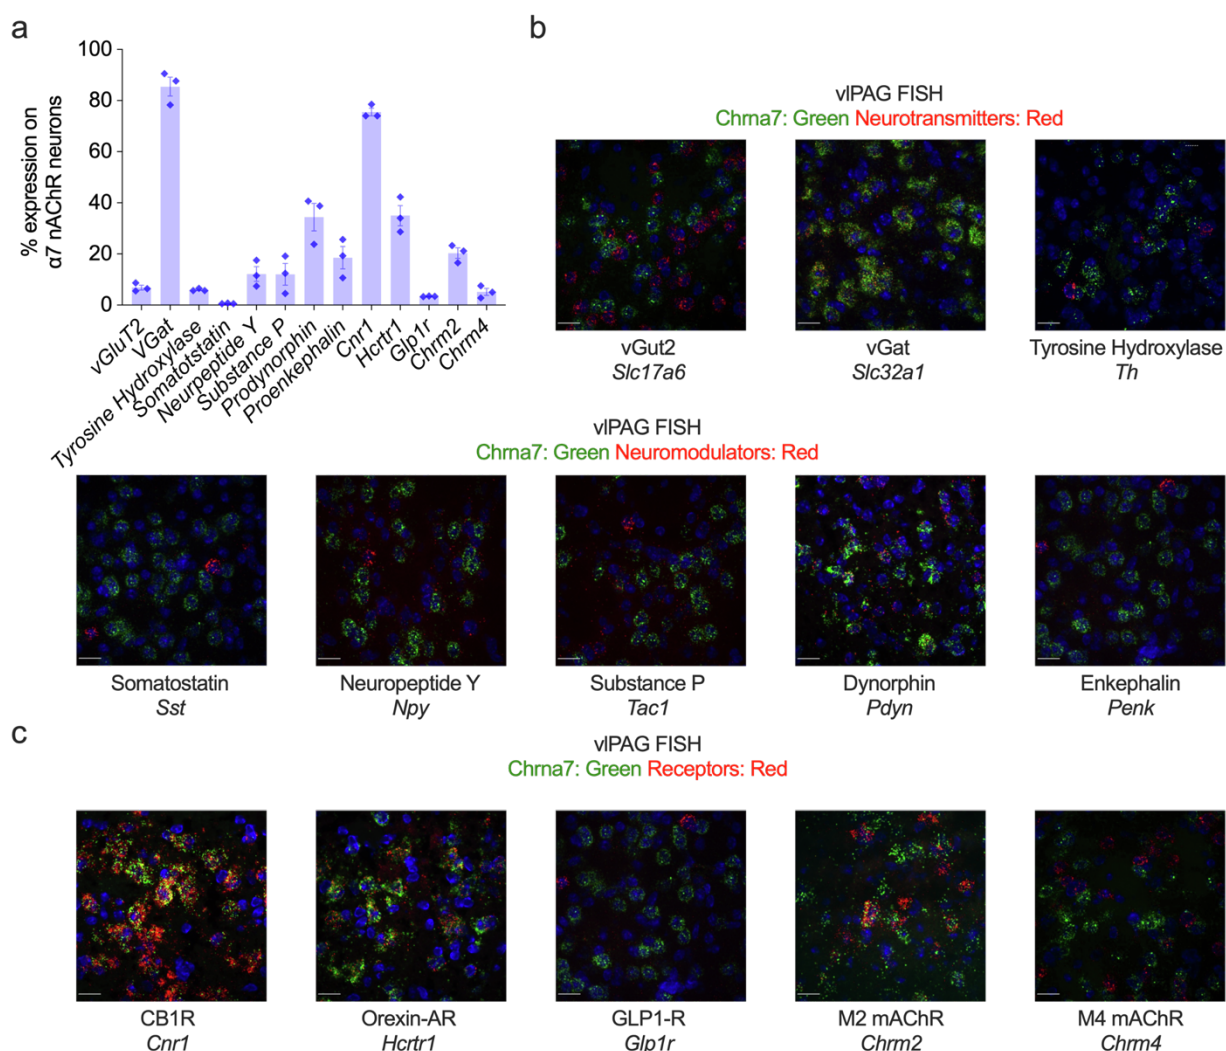 a
% expression on
α7 nAChR neurons
100
80
60
40
20
0
vGluT2
VGat
Tyrosine Hydroxylase
Somatotstatin
Neurpeptide Y
Substance P
Prodynorphin
Proenkephalin
Cnr1
Hcrtr1
Glp1r
Chrm2
Chrm4
b
vlPAG FISH
Chrna7: Green Neurotransmitters: Red
vGut2
Slc17a6
vGat
Slc32a1
Tyrosine Hydroxylase
Th
vlPAG FISH
Chrna7: Green Neuromodulators: Red
Somatostatin
Sst
Neuropeptide Y
Npy
Substance P
Tac1
Dynorphin
Pdyn
Enkephalin
Penk
c
vlPAG FISH
Chrna7: Green Receptors: Red
CB1R
Cnr1
Orexin-AR
Hcrtr1
GLP1-R
Glp1r
M2 mAChR
Chrm2
M4 mAChR
Chrm4